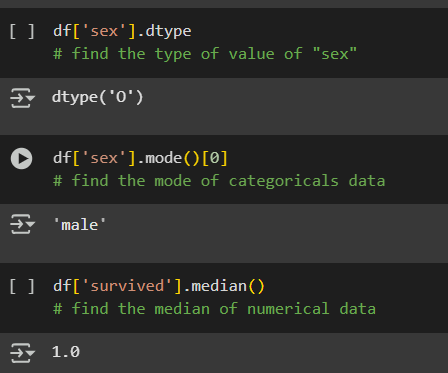 [ ] df['sex'].dtype
# find the type of value of "sex"
dtype('O')
df['sex'].mode()[0]
# find the mode of categoricals data
'male'
[ ] df['survived'].median()
# find the median of numerical data
1.0